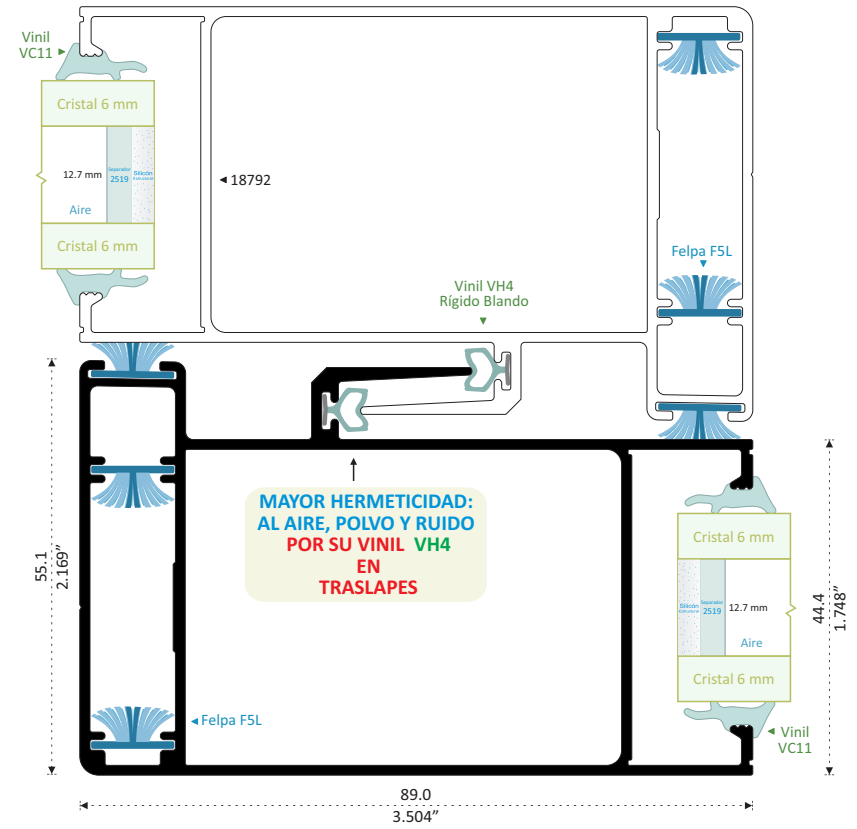 Vinil
VC11
Cristal 6 mm
12.7 mm
Separador
2519
Silicón
Estructural
Aire
Cristal 6 mm
18792
Felpa F5L
Vinil VH4
Rígido Blando
MAYOR HERMETICIDAD:
AL AIRE, POLVO Y RUIDO
POR SU VINIL VH4
EN
TRASLAPES
55.1
2.169”
Cristal 6 mm
Silicón
Estructural
Separador
2519
12.7 mm
Aire
Cristal 6 mm
44.4
1.748”
Felpa F5L
Vinil
VC11
89.0
3.504”